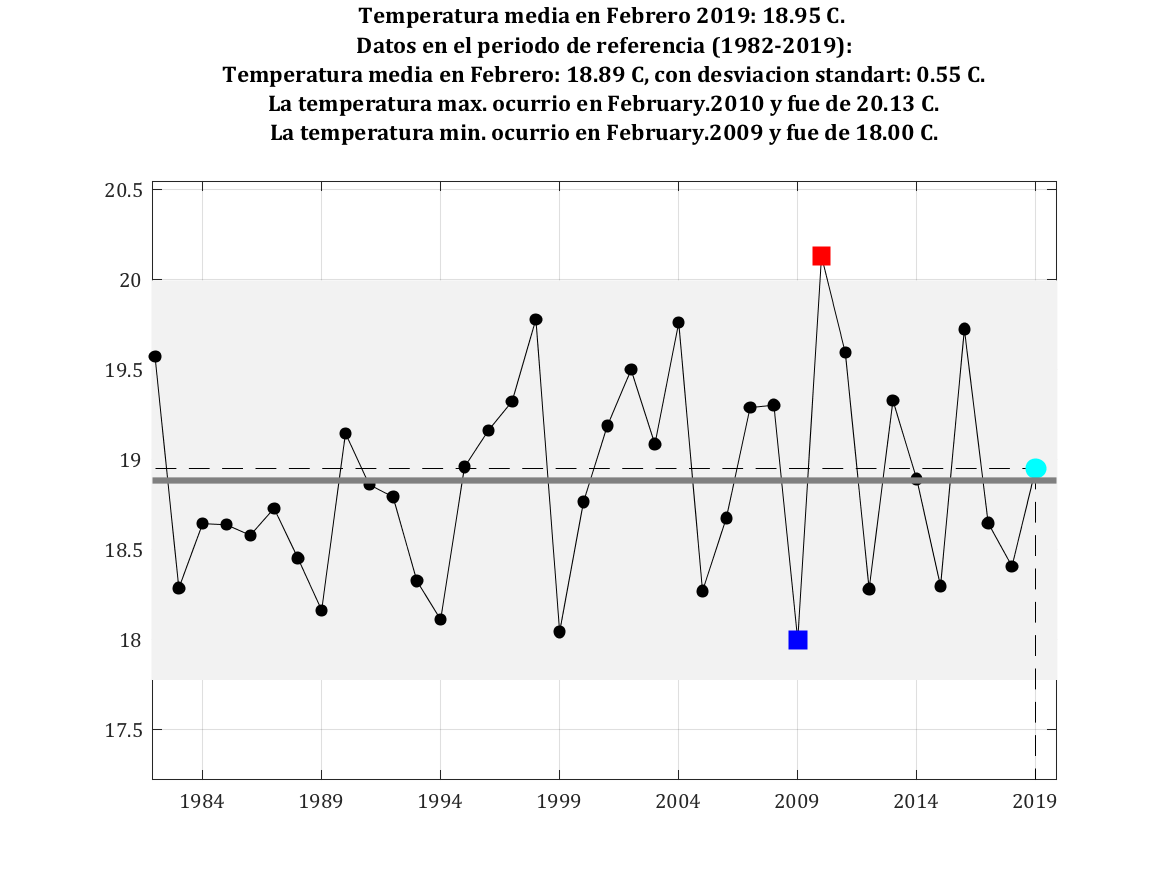 Temperatura media en Febrero 2019: 18.95 C.
Datos en el periodo de referencia (1982-2019):
Temperatura media en Febrero: 18.89 C, con desviacion standart: 0.55 C.
La temperatura max. ocurrio en February.2010 y fue de 20.13 C.
La temperatura min. ocurrio en February.2009 y fue de 18.00 C.
20.5
20
19.5
19
18.5
18
17.5
1984 1989 1994 1999 2004 2009 2014 2019